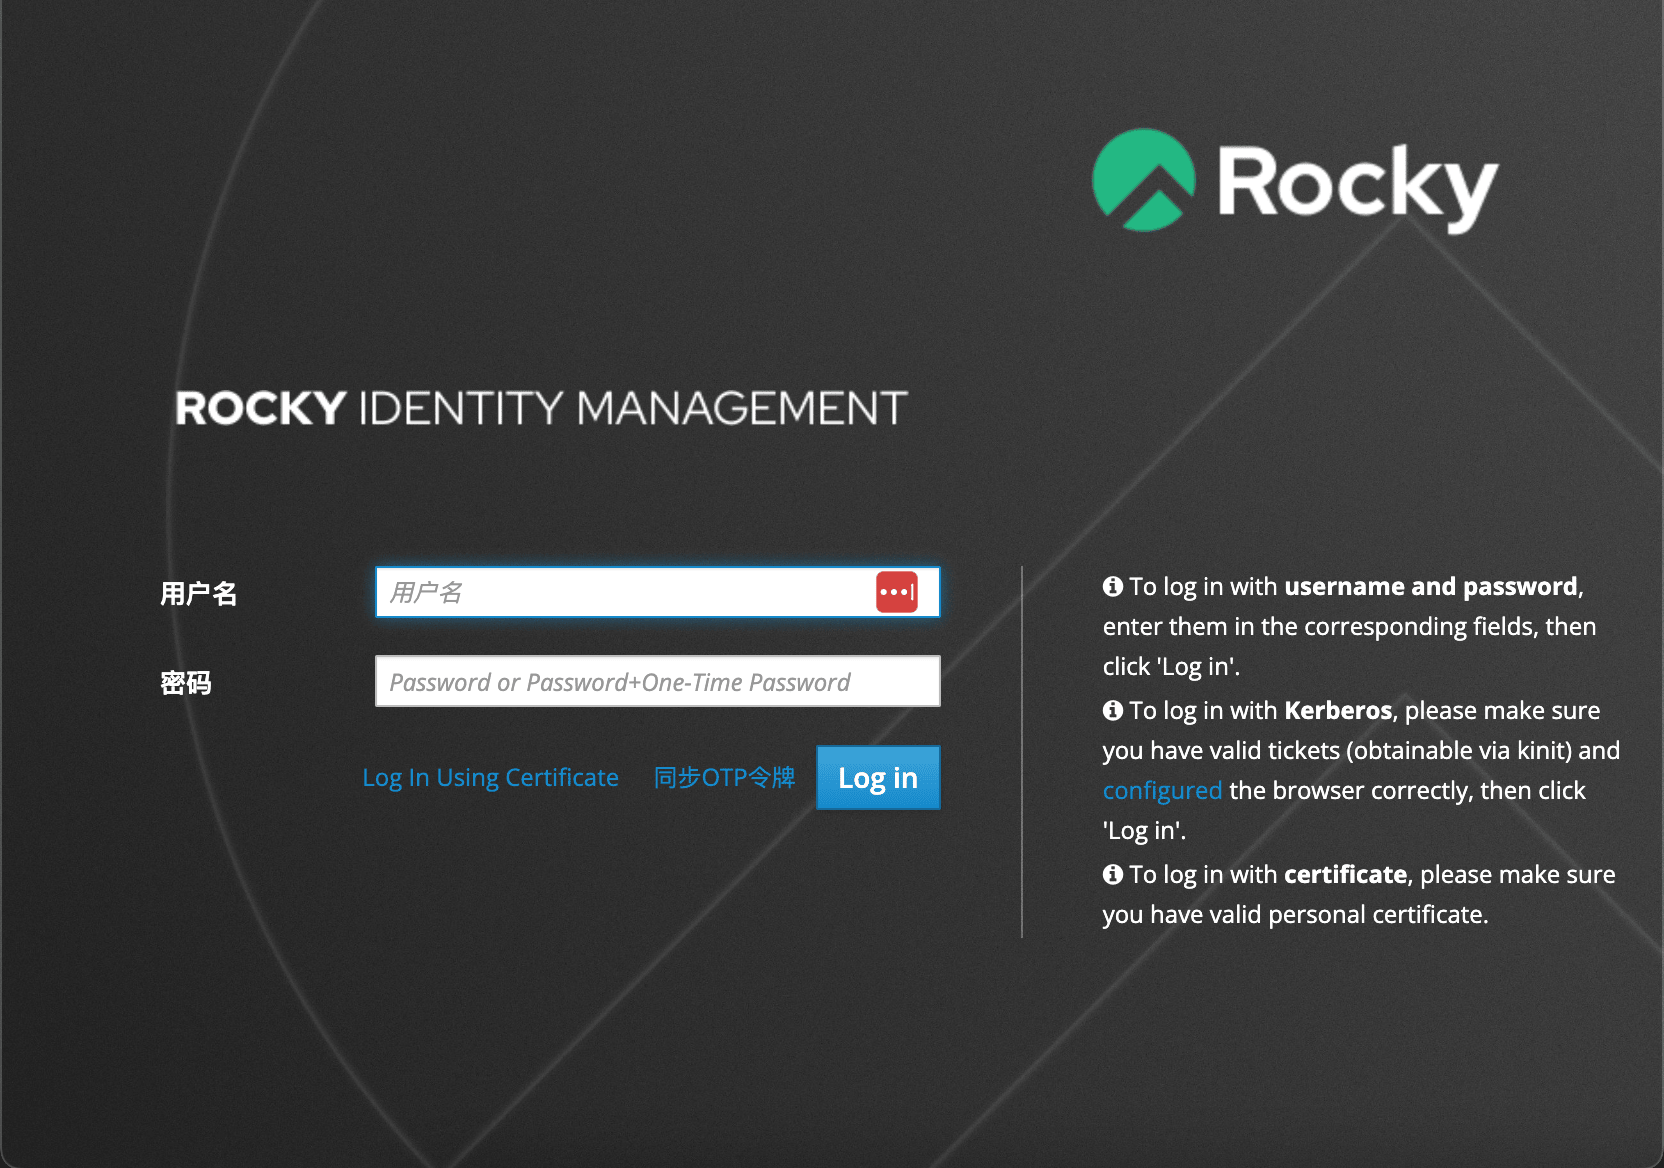 Rocky
ROCKY IDENTITY MANAGEMENT
用户名
用户名
密码
Password or Password+One-Time Password
Log In Using Certificate
同步OTP令牌
Log in
To log in with username and password,
enter them in the corresponding fields, then
click 'Log in'.
To log in with Kerberos, please make sure
you have valid tickets (obtainable via kinit) and
configured the browser correctly, then click
'Log in'.
To log in with certificate, please make sure
you have valid personal certificate.